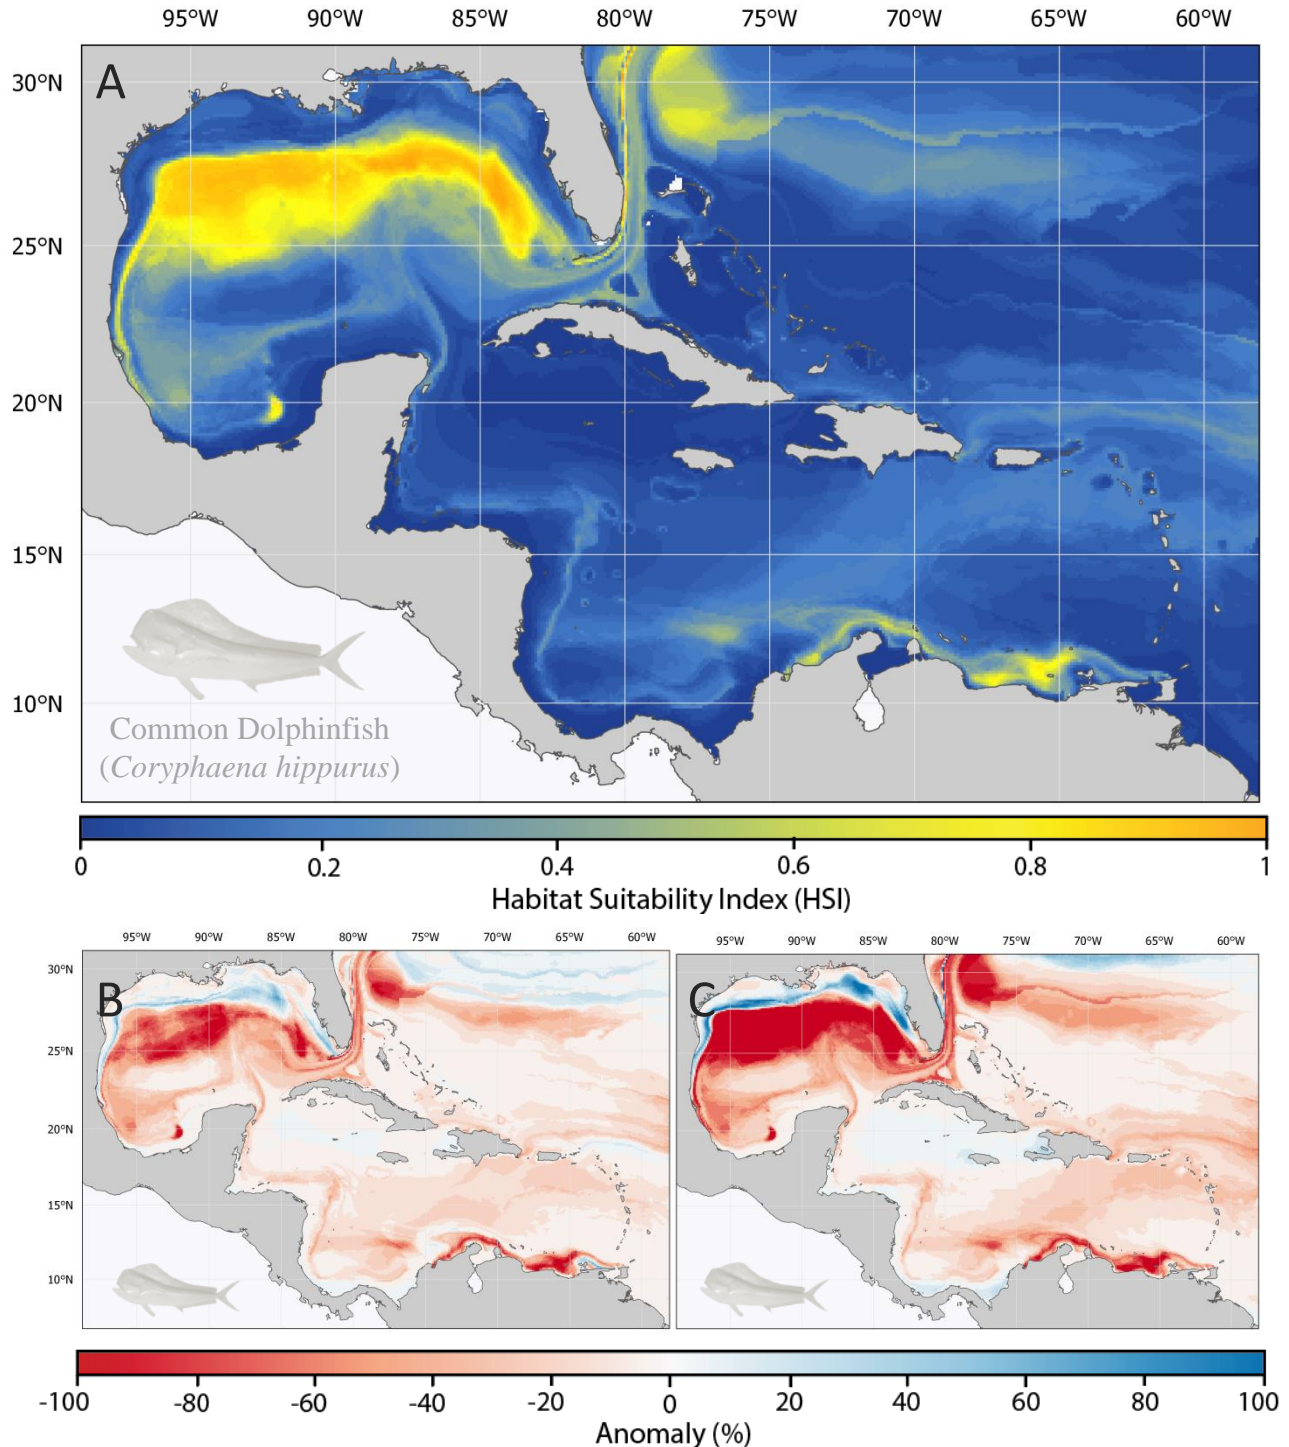 95°W 90°W 85°W 80°W 75°W 70°W 65°W 60°W
A
30°N
25°N
20°N
15°N
10°N
Common Dolphinfish
(Coryphaena hippurus)
0 0.2 0.4 0.6 0.8 1
Habitat Suitability Index (HSI)
95°W 90°W 85°W 80°W 75°W 70°W 65°W 60°W
B
30°N
25°N
20°N
15°N
10°N
95°W 90°W 85°W 80°W 75°W 70°W 65°W 60°W
C
-100 -80 -60 -40 -20 0 20 40 60 80 100
Anomaly (%)